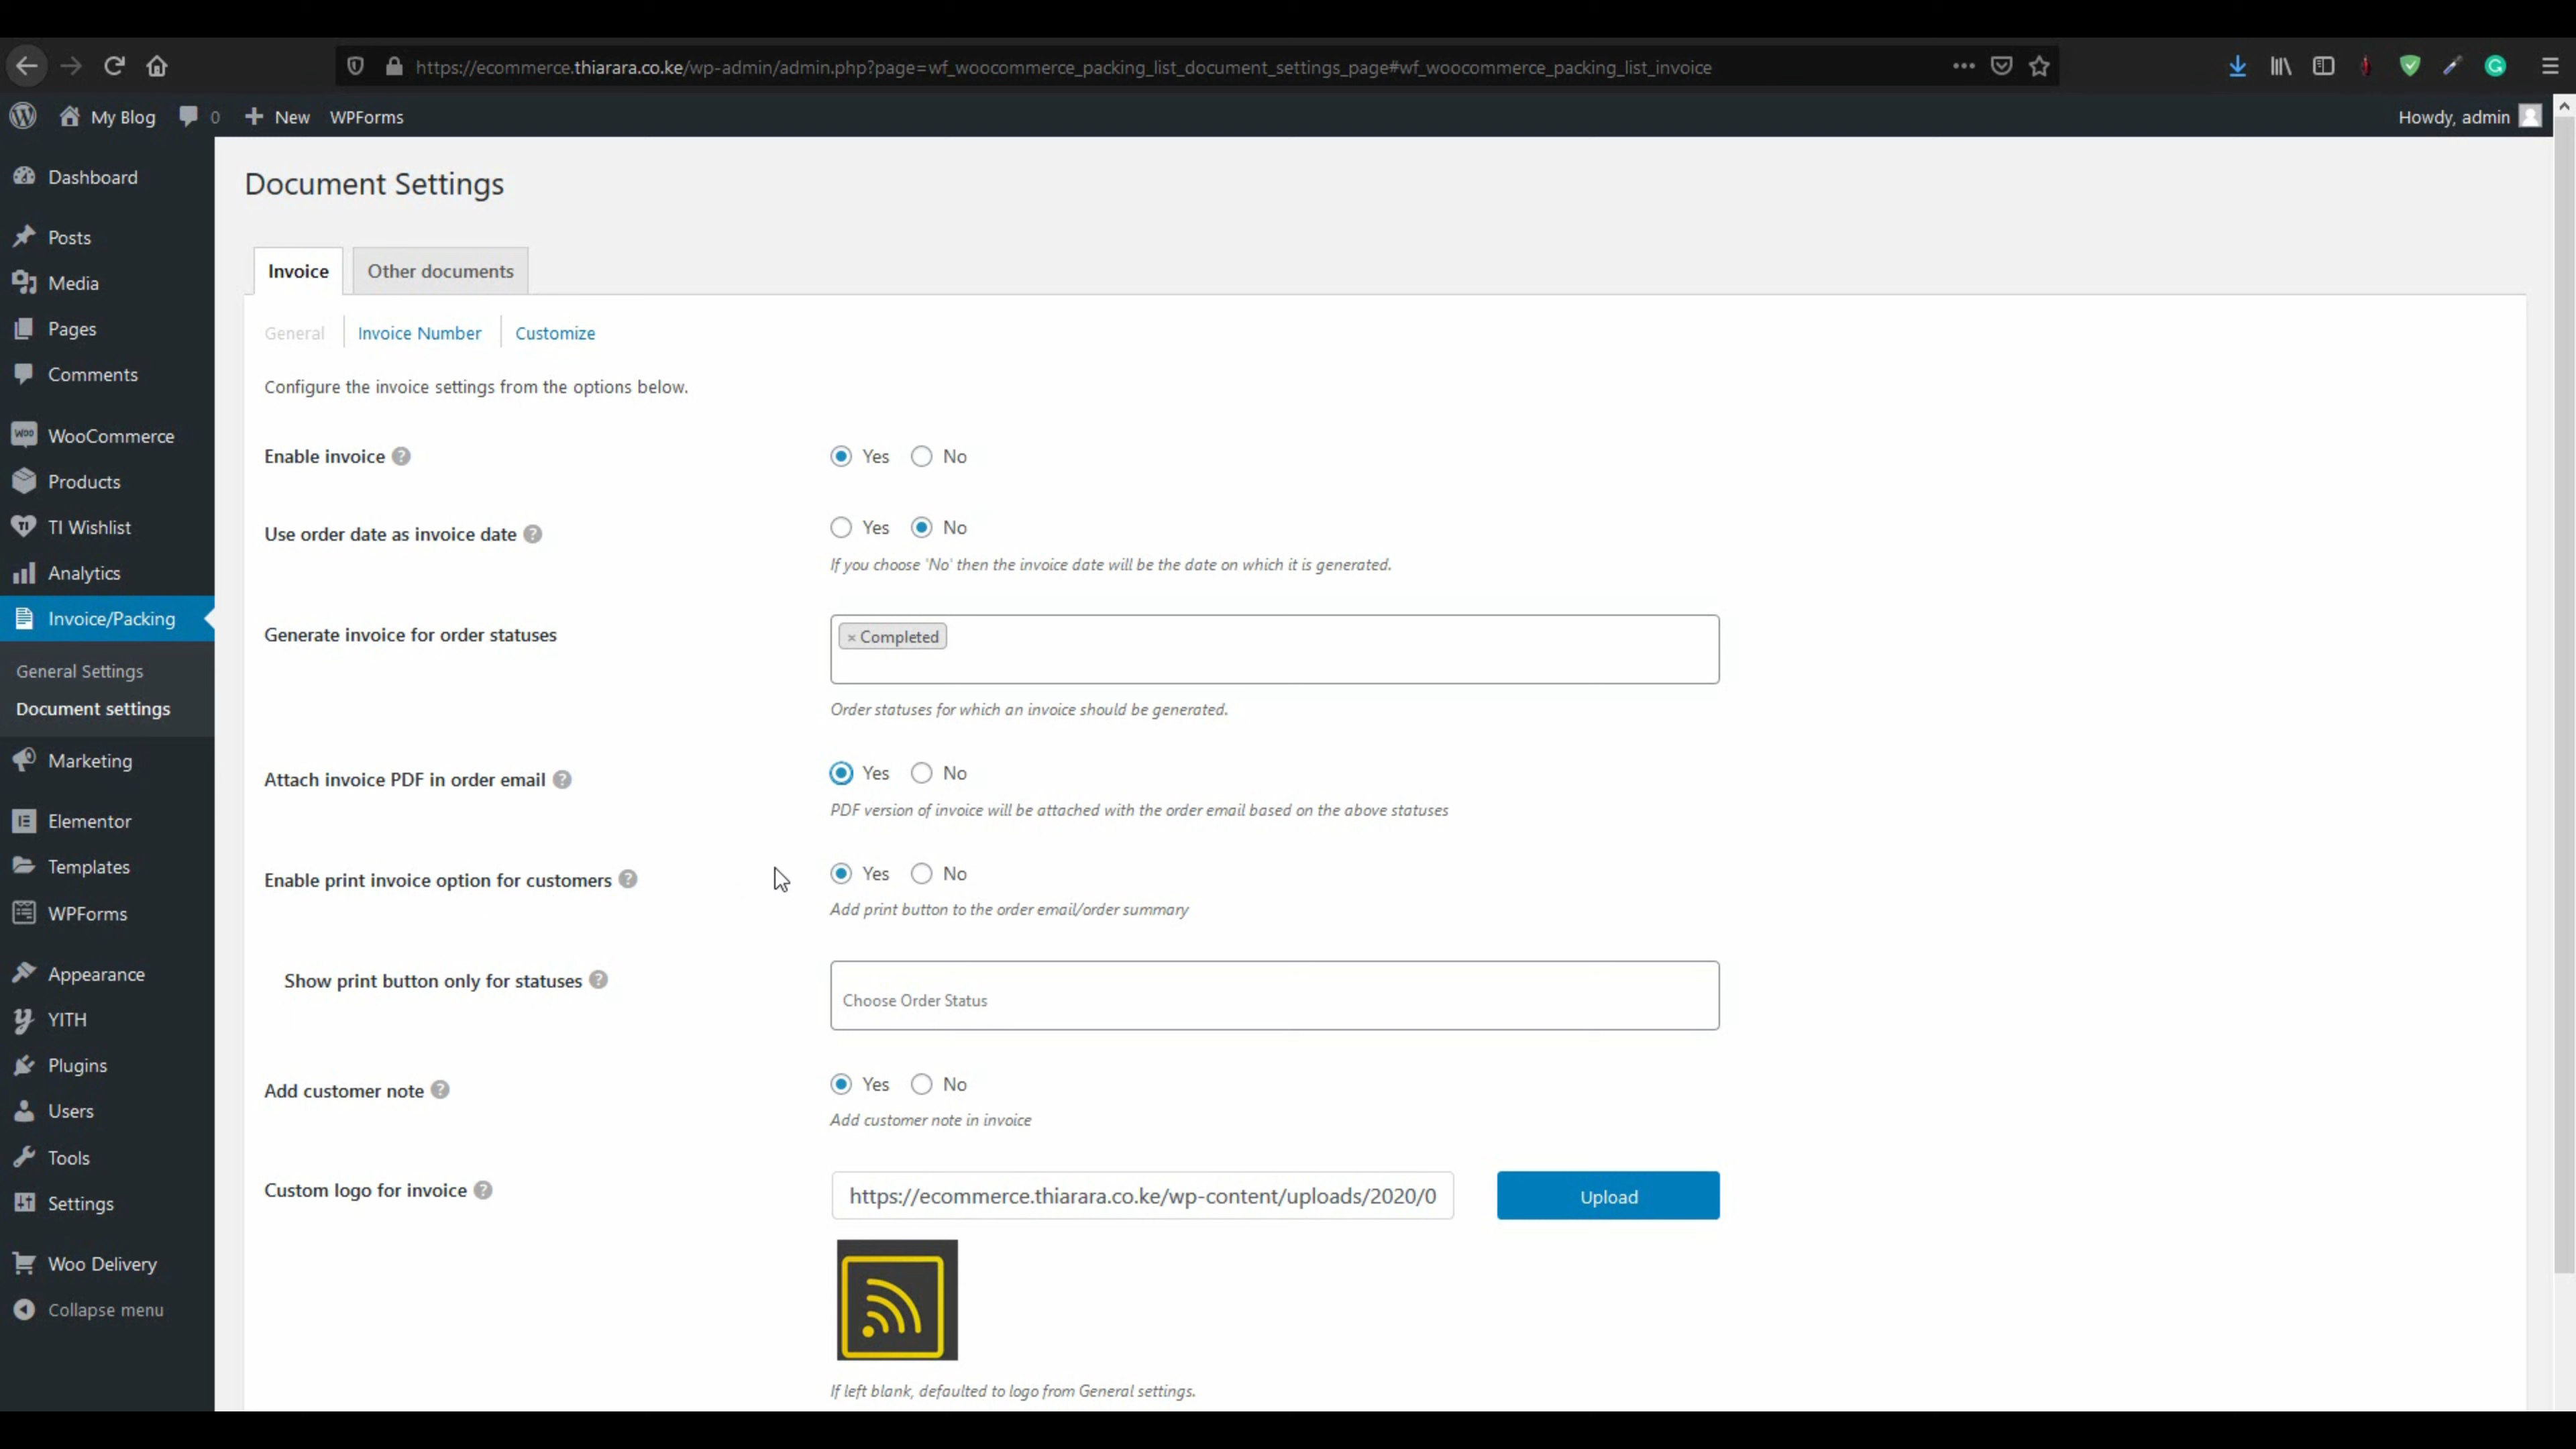 https://ecommerce.thiarara.co.ke/wp-admin/admin.php?page=wf_woocommerce_packing_list_document_settings_page#wf_woocommerce_packing_list_invoice
My Blog 0 New WPForms Howdy, admin
Dashboard
Posts
Media
Pages
Comments
WooCommerce
Products
TI Wishlist
Analytics
Invoice/Packing
General Settings
Document settings
Marketing
Elementor
Templates
WPForms
Appearance
YITH
Plugins
Users
Tools
Settings
Woo Delivery
Collapse menu
Document Settings
Invoice Other documents
General Invoice Number Customize
Configure the invoice settings from the options below.
Enable invoice ? Yes No
Use order date as invoice date ? Yes No
If you choose 'No' then the invoice date will be the date on which it is generated.
Generate invoice for order statuses × Completed
Order statuses for which an invoice should be generated.
Attach invoice PDF in order email ? Yes No
PDF version of invoice will be attached with the order email based on the above statuses
Enable print invoice option for customers ? Yes No
Add print button to the order email/order summary
Show print button only for statuses ? Choose Order Status
Add customer note ? Yes No
Add customer note in invoice
Custom logo for invoice ? https://ecommerce.thiarara.co.ke/wp-content/uploads/2020/0 Upload
If left blank, defaulted to logo from General settings.